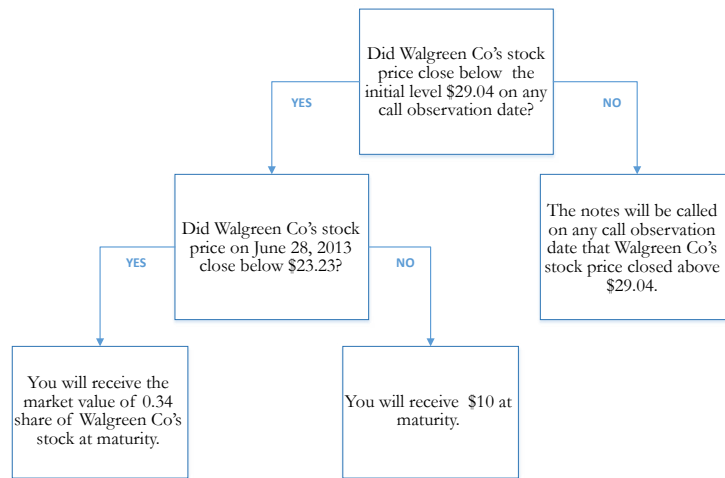 Did Walgreen Co's stock
price close below the
initial level $29.04 on any
call observation date?
YES
NO
Did Walgreen Co's stock
price on June 28, 2013
close below $23.23?
The notes will be called
on any call observation
date that Walgreen Co's
stock price closed above
$29.04.
YES
NO
You will receive the
market value of 0.34
share of Walgreen Co's
stock at maturity.
You will receive $10 at
maturity.